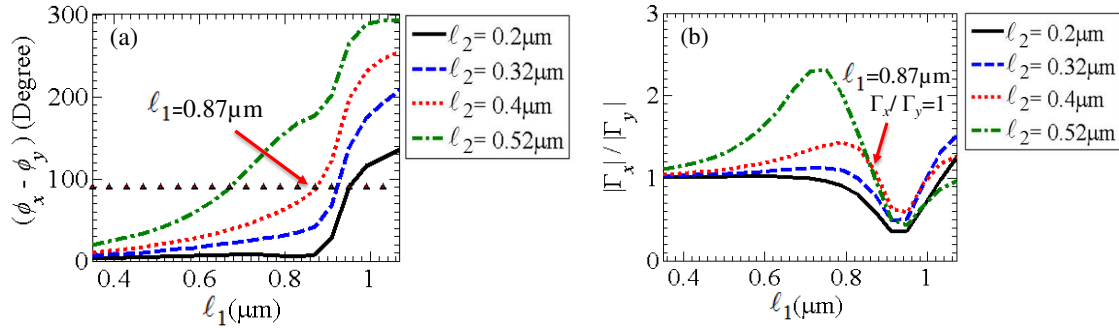 (a)
ℓ1=0.87μm
(ϕx - ϕy) (Degree)
300
200
100
0
0.4
0.6
0.8
1
ℓ1(μm)
ℓ2= 0.2μm
ℓ2= 0.32μm
ℓ2= 0.4μm
ℓ2= 0.52μm
(b)
ℓ1=0.87μm
Γx/ Γy=1
|Γx| / |Γy|
3
2
1
0
0.4
0.6
0.8
1
ℓ1(μm)
ℓ2= 0.2μm
ℓ2= 0.32μm
ℓ2= 0.4μm
ℓ2= 0.52μm